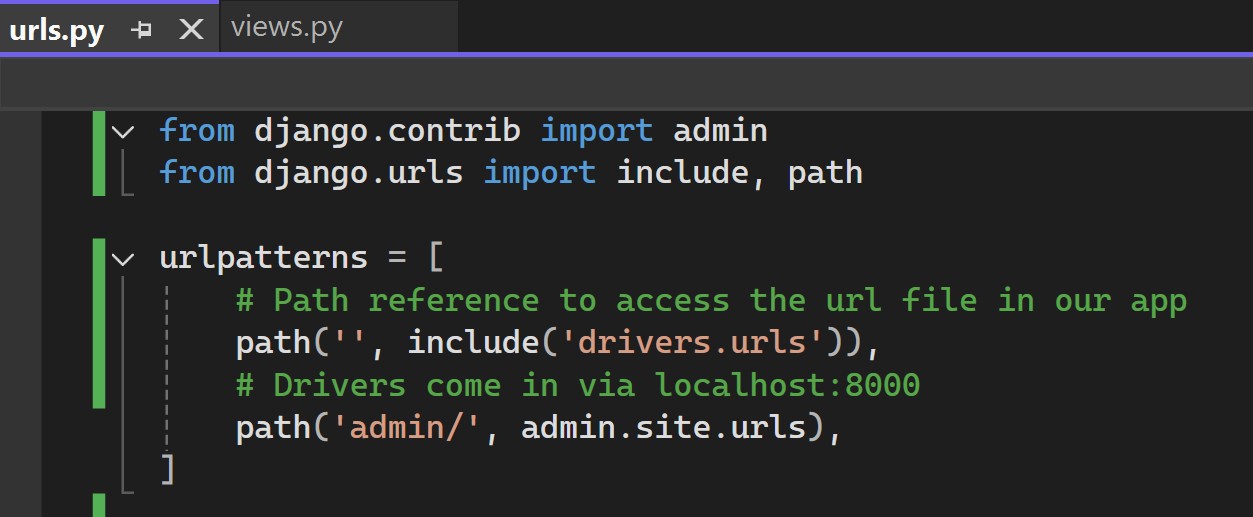 urls.py views.py
from django.contrib import admin
from django.urls import include, path
urlpatterns = [
# Path reference to access the url file in our app
path('', include('drivers.urls')),
# Drivers come in via localhost:8000
path('admin/', admin.site.urls),
]